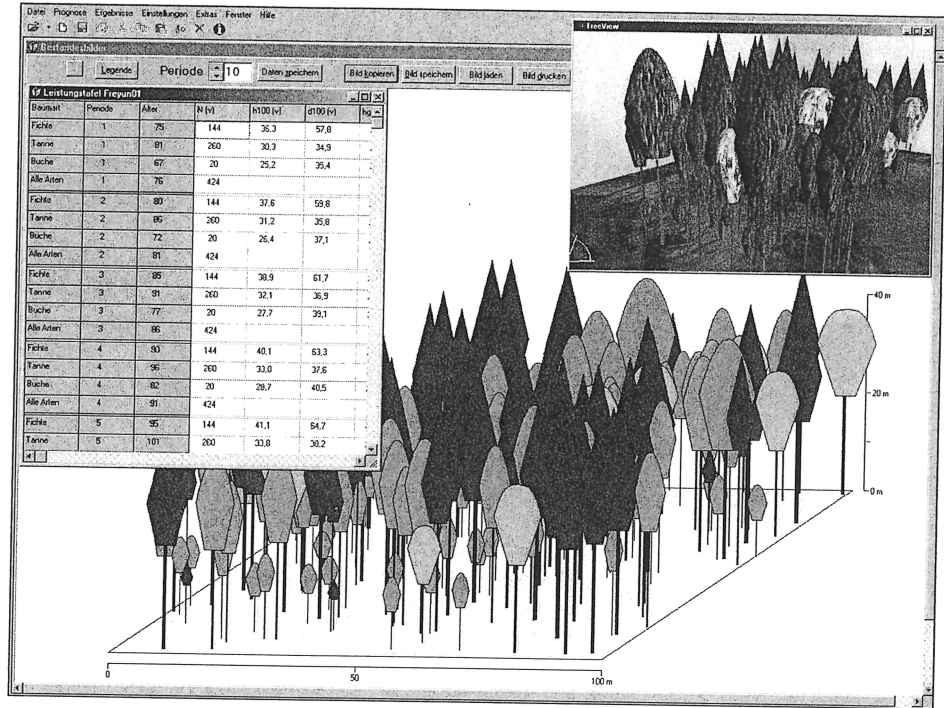 Datei Prognose Ergebnisse Einstellungen Extras Fenster Hilfe
Bestandesbilder
Legende Periode 10 Daten speichern Bild kopieren Bild speichern Bild laden Bild drucken
TreeView
Leistungstafel Freyun01
Baumart Periode Alter N (v) h100 (v) d100 (v) hg
Fichte 1 75 144 36,3 57,8
Tanne 1 81 260 30,3 34,9
Buche 1 67 20 25,2 35,4
Alle Arten 1 76 424
Fichte 2 80 144 37,6 59,8
Tanne 2 86 260 31,2 35,8
Buche 2 72 20 26,4 37,1
Alle Arten 2 81 424
Fichte 3 85 144 38,9 61,7
Tanne 3 91 260 32,1 36,9
Buche 3 77 20 27,7 39,1
Alle Arten 3 86 424
Fichte 4 90 144 40,1 63,3
Tanne 4 96 260 33,0 37,6
Buche 4 82 20 28,7 40,5
Alle Arten 4 91 424
Fichte 5 95 144 41,1 64,7
Tanne 5 101 260 33,8 38,2
40 m
20 m
0 m
0 50 100 m